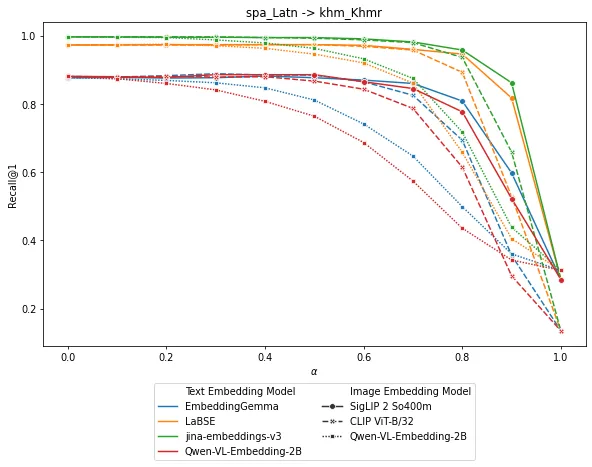 spa_Latn -> khm_Khmr
Recall@1
1.0
0.8
0.6
0.4
0.2
0.0 0.2 0.4 0.6 0.8 1.0
α
Text Embedding Model Image Embedding Model
EmbeddingGemma SigLIP 2 So400m
LaBSE CLIP ViT-B/32
jina-embeddings-v3 Qwen-VL-Embedding-2B
Qwen-VL-Embedding-2B